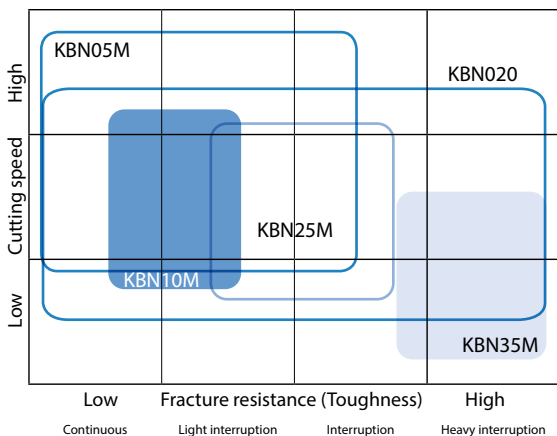 KBN05M
KBN020
High
Cutting speed
KBN25M
KBN10M
Low
KBN35M
Low Fracture resistance (Toughness) High
Continuous Light interruption Interruption Heavy interruption